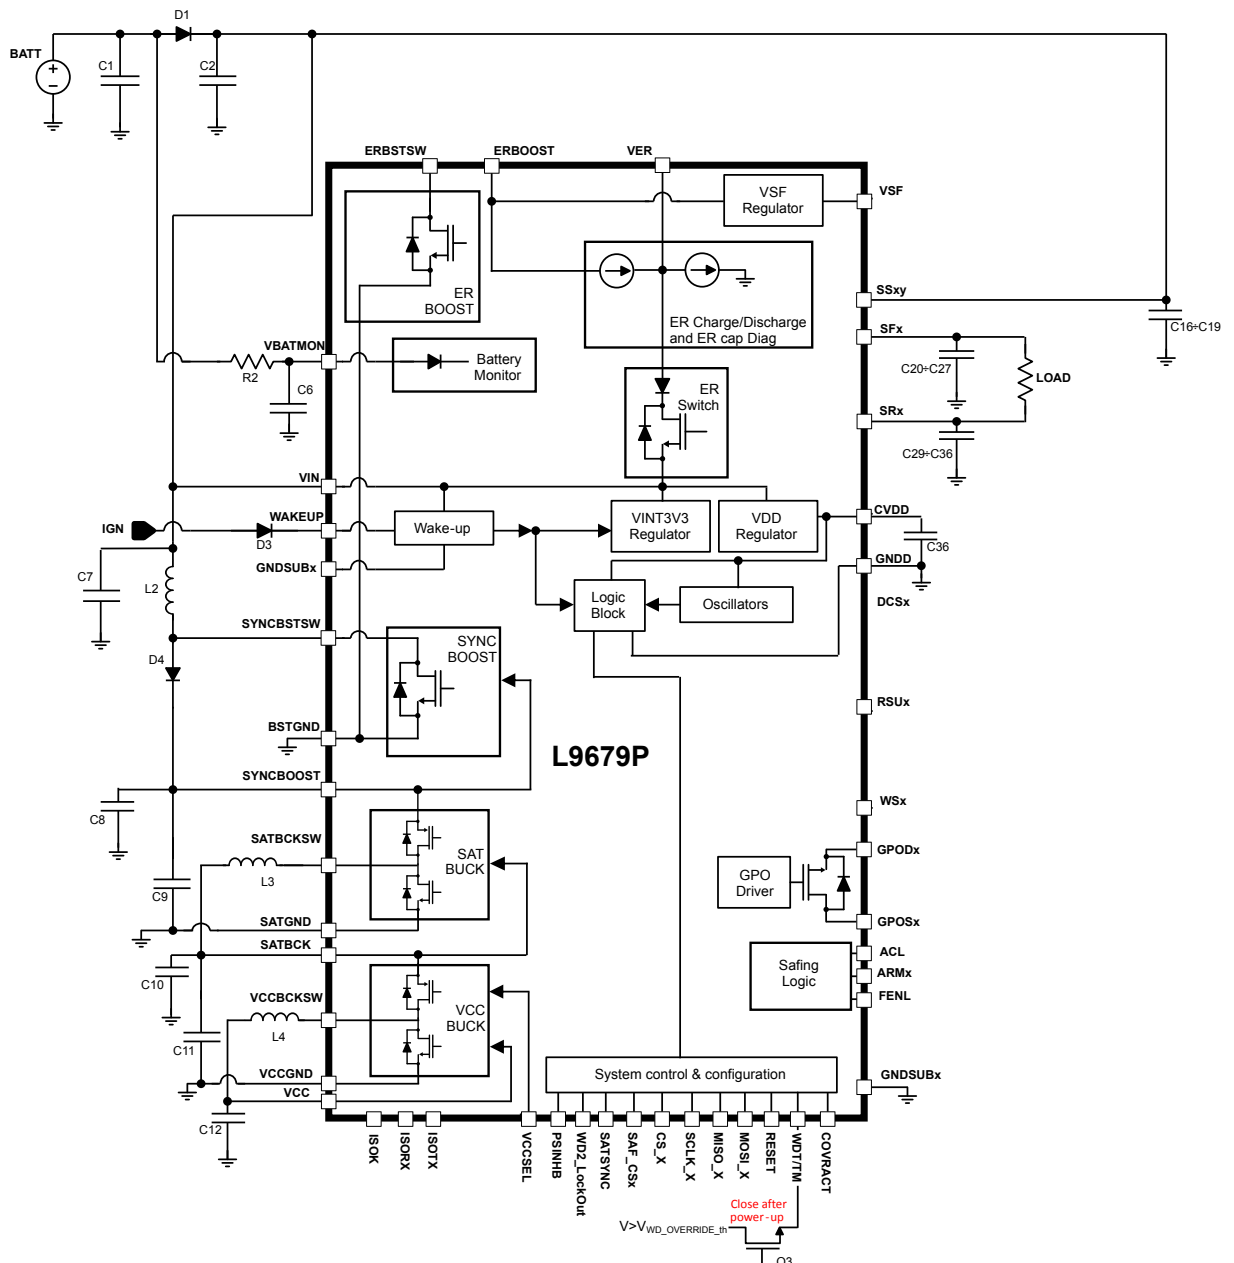 D1
BATT
C1
C2
ERBSTSW
ERBOOST
VER
VSF
Regulator
VSF
ER
BOOST
ER Charge/Discharge
and ER cap Diag
SSxy
C16÷C19
SFx
C20÷C27
LOAD
VBATMON
R2
C6
Battery
Monitor
ER
Switch
SRx
C29÷C36
VIN
IGN
WAKEUP
D3
Wake-up
VINT3V3
Regulator
VDD
Regulator
CVDD
C36
GNDSUBx
GNDD
C7
L2
Logic
Block
Oscillators
DCSx
SYNCBSTSW
SYNC
BOOST
D4
RSUx
BSTGND
L9679P
SYNCBOOST
C8
WSx
SATBCKSW
L3
SAT
BUCK
GPODx
GPO
Driver
C9
SATGND
GPOSx
SATBCK
C10
Safing
Logic
ACL
ARMx
FENL
VCCBCKSW
L4
VCC
BUCK
C11
VCCGND
VCC
System control & configuration
GNDSUBx
C12
ISOK
ISORX
ISOTX
VCCSEL
PSINHB
WD2_LockOut
SATSYNC
SAF_CSx
CS_X
SCLK_X
MISO_X
MOSI_X
RESET
WDT/TM
COVRACT
Close after
power-up
V>VWD_OVERRIDE_th
Q3